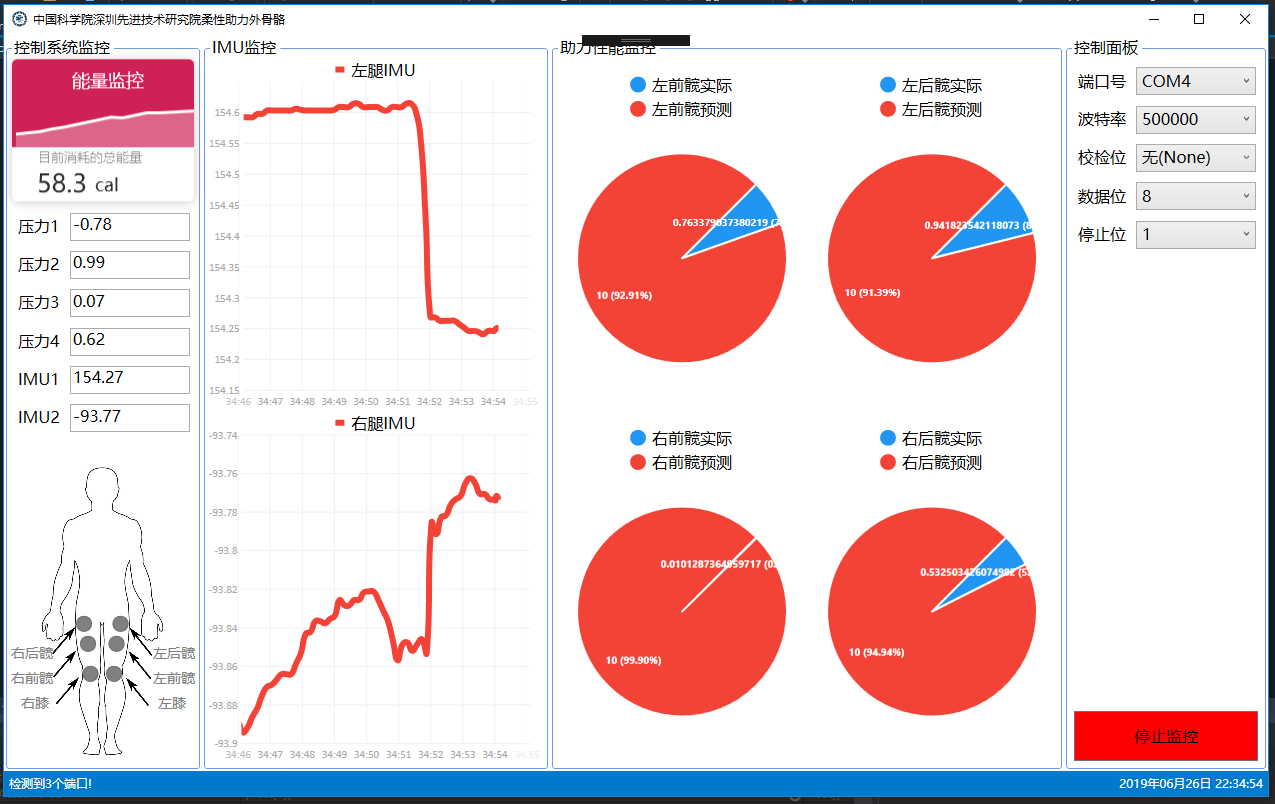 中国科学院深圳先进技术研究院柔性助力外骨骼
控制系统监控
能量监控
目前消耗的总能量
58.3 cal
压力1 -0.78
压力2 0.99
压力3 0.07
压力4 0.62
IMU1 154.27
IMU2 -93.77
右后髋
右前髋
右膝
左后髋
左前髋
左膝
IMU监控
左腿IMU
154.6
154.55
154.5
154.45
154.4
154.35
154.3
154.25
154.2
154.15
34:46 34:47 34:48 34:49 34:50 34:51 34:52 34:53 34:54 34:55
右腿IMU
-93.74
-93.76
-93.78
-93.8
-93.82
-93.84
-93.86
-93.88
-93.9
34:46 34:47 34:48 34:49 34:50 34:51 34:52 34:53 34:54 34:55
助力性能监控
左前髋实际
左前髋预测
0.763379037380219 (7
10 (92.91%)
左后髋实际
左后髋预测
0.941823542118073 (8
10 (91.39%)
右前髋实际
右前髋预测
0.0101287364959717 (0
10 (99.90%)
右后髋实际
右后髋预测
0.532503426074982 (5
10 (94.94%)
控制面板
端口号 COM4
波特率 500000
校检位 无(None)
数据位 8
停止位 1
停止监控
检测到3个端口!
2019年06月26日 22:34:54